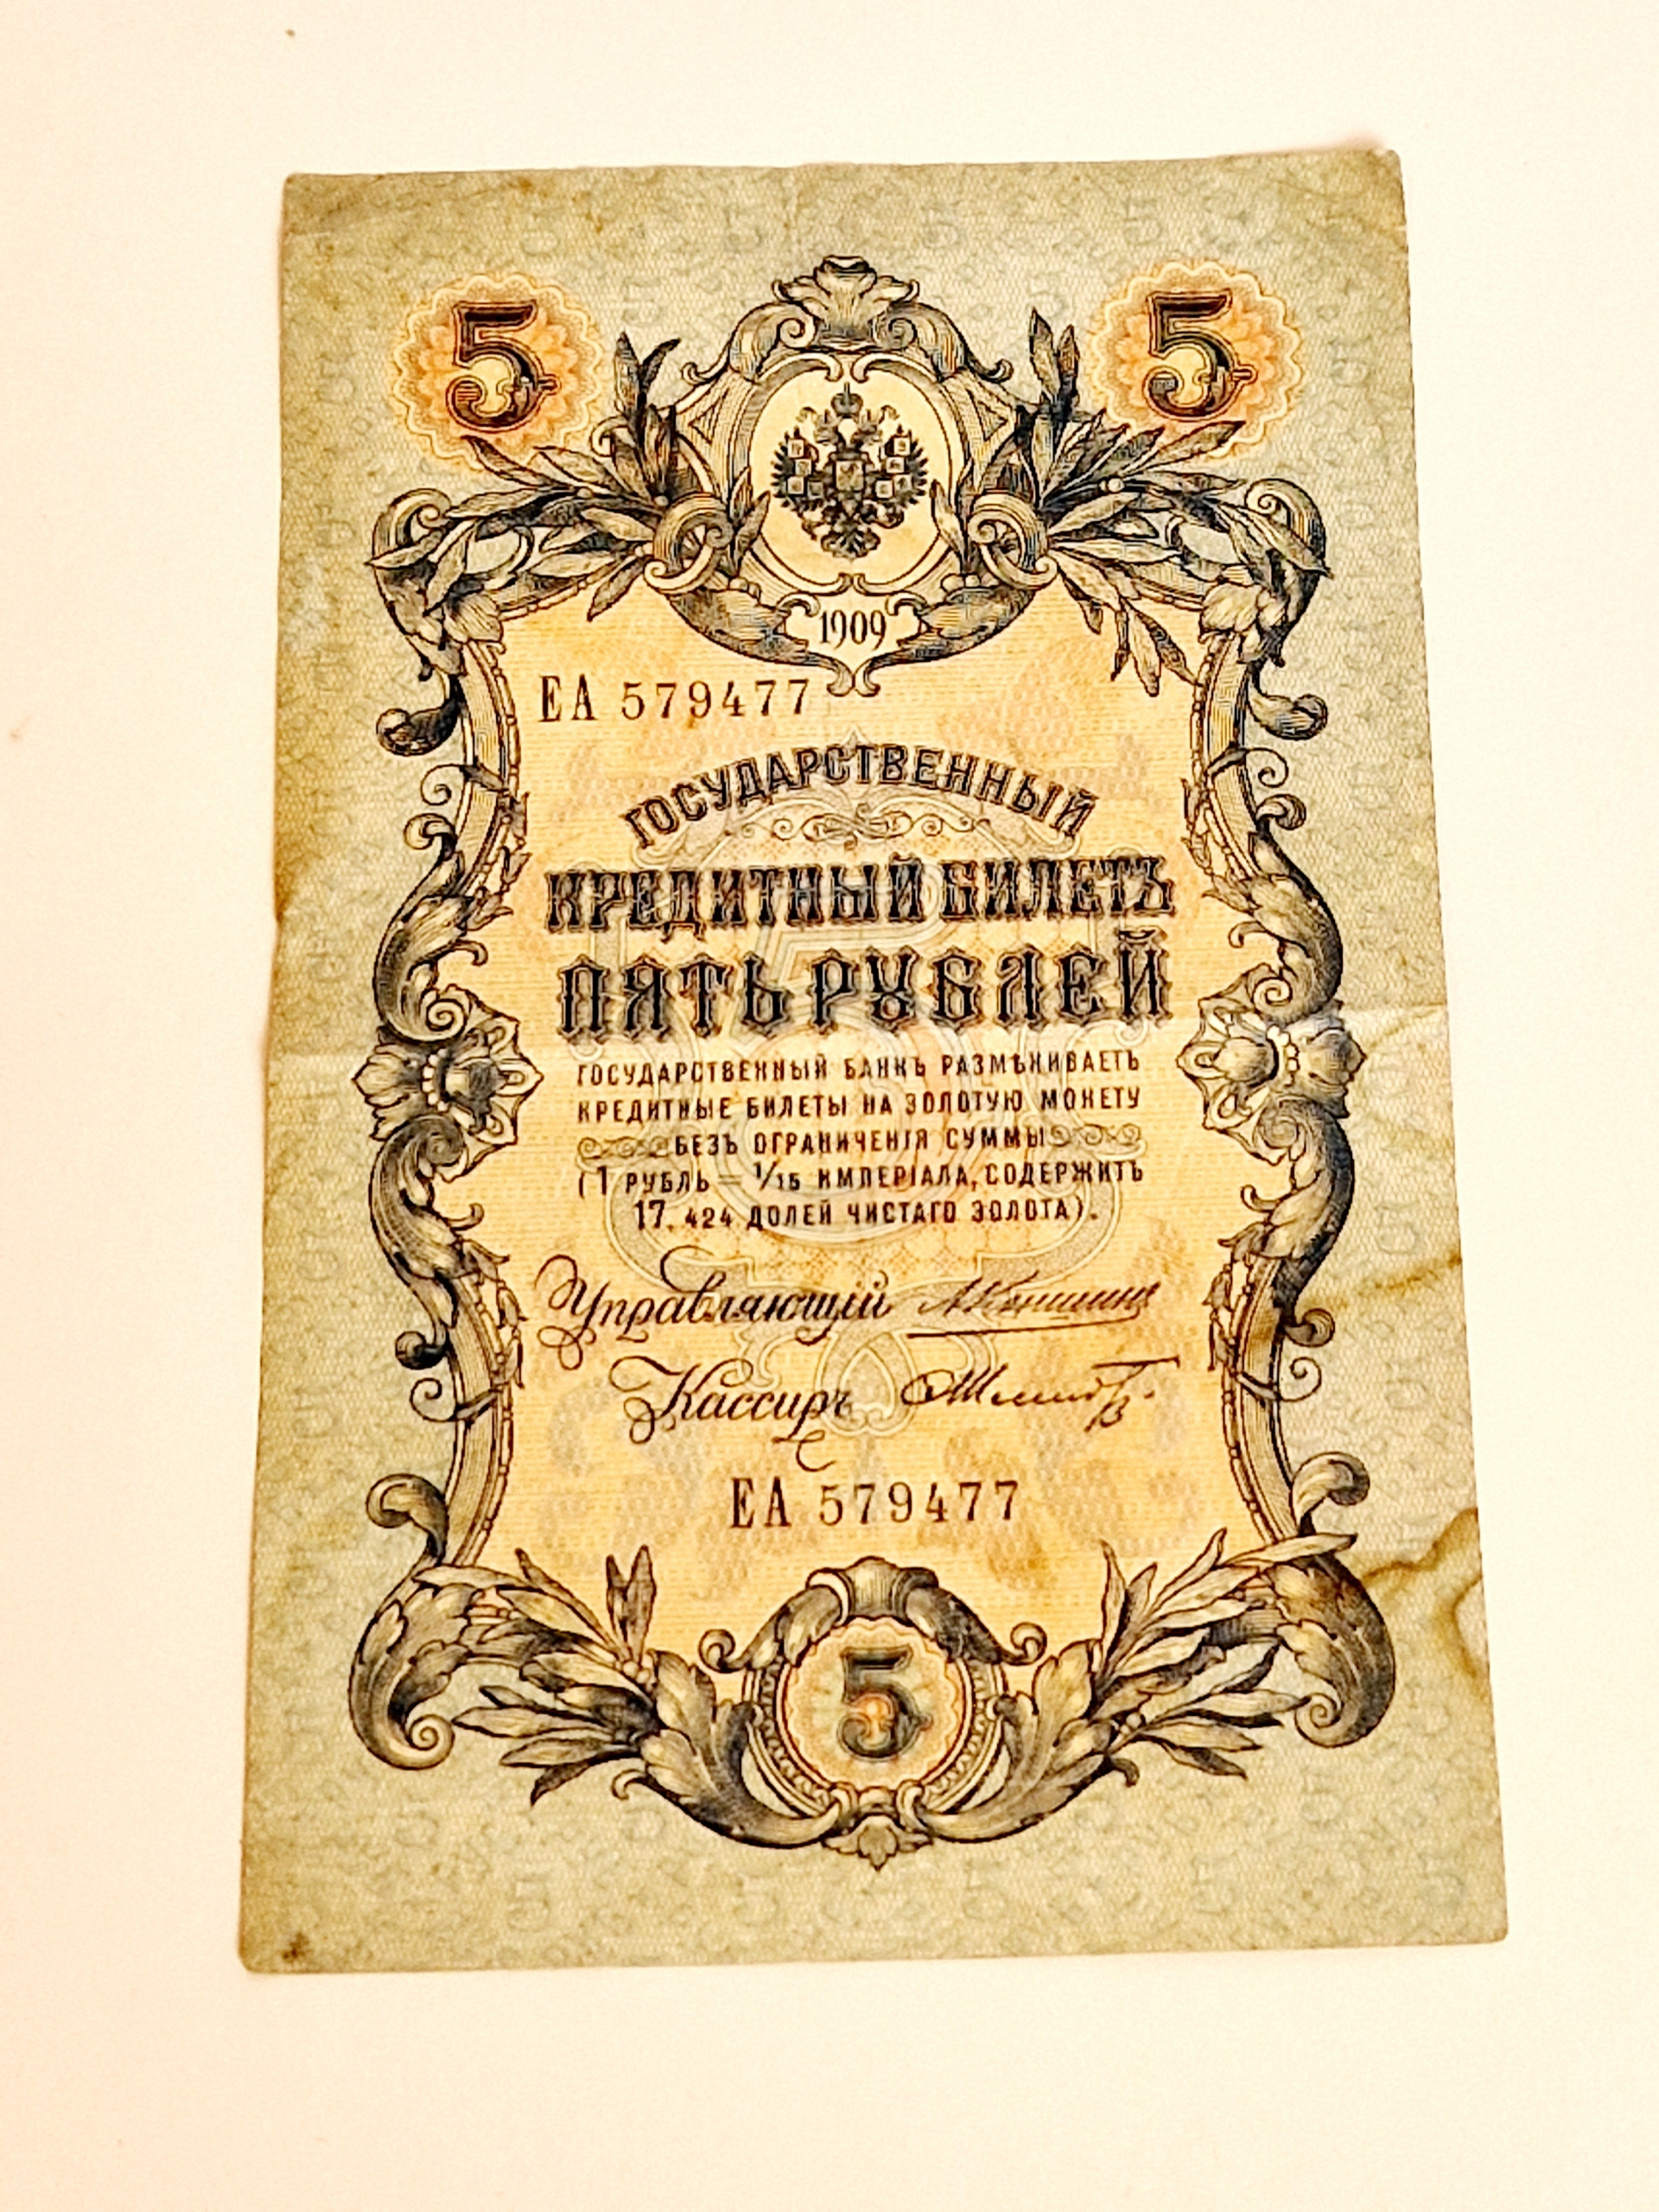 5 5
1909
ЕА 579477
ГОСУДАРСТВЕННЫЙ
КРЕДИТНЫЙ БИЛЕТЪ
ПЯТЬ РУБЛЕЙ
ГОСУДАРСТВЕННЫЙ БАНКЪ РАЗМѢНИВАЕТЪ
КРЕДИТНЫЕ БИЛЕТЫ НА ЗОЛОТУЮ МОНЕТУ
БЕЗЪ ОГРАНИЧЕНІЯ СУММЫ
(1 РУБЛЬ = 1/15 ИМПЕРІАЛА, СОДЕРЖИТЪ
17,424 ДОЛЕЙ ЧИСТАГО ЗОЛОТА).
Управляющій
Кассиръ
ЕА 579477
5